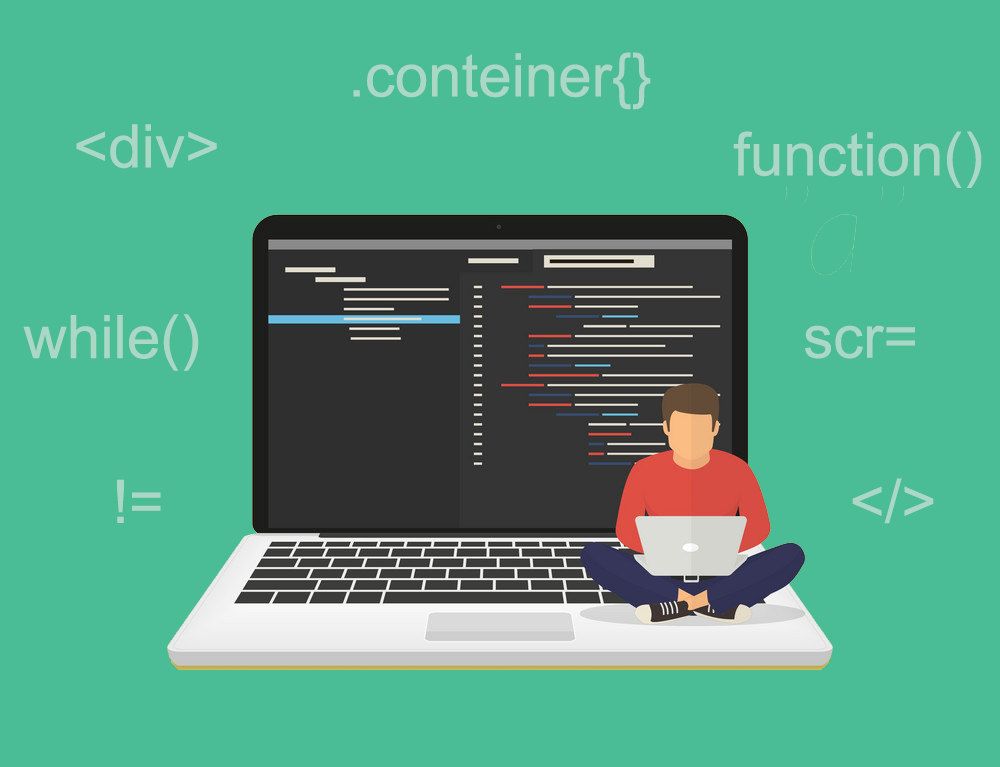 .conteiner{}
<div>
function()
while()
scr=
!=
</>